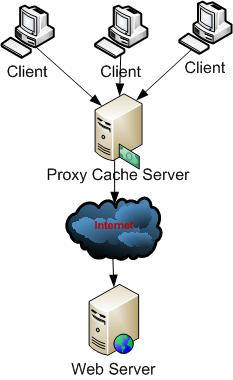 Client
Client
Client
Proxy Cache Server
Internet
Web Server